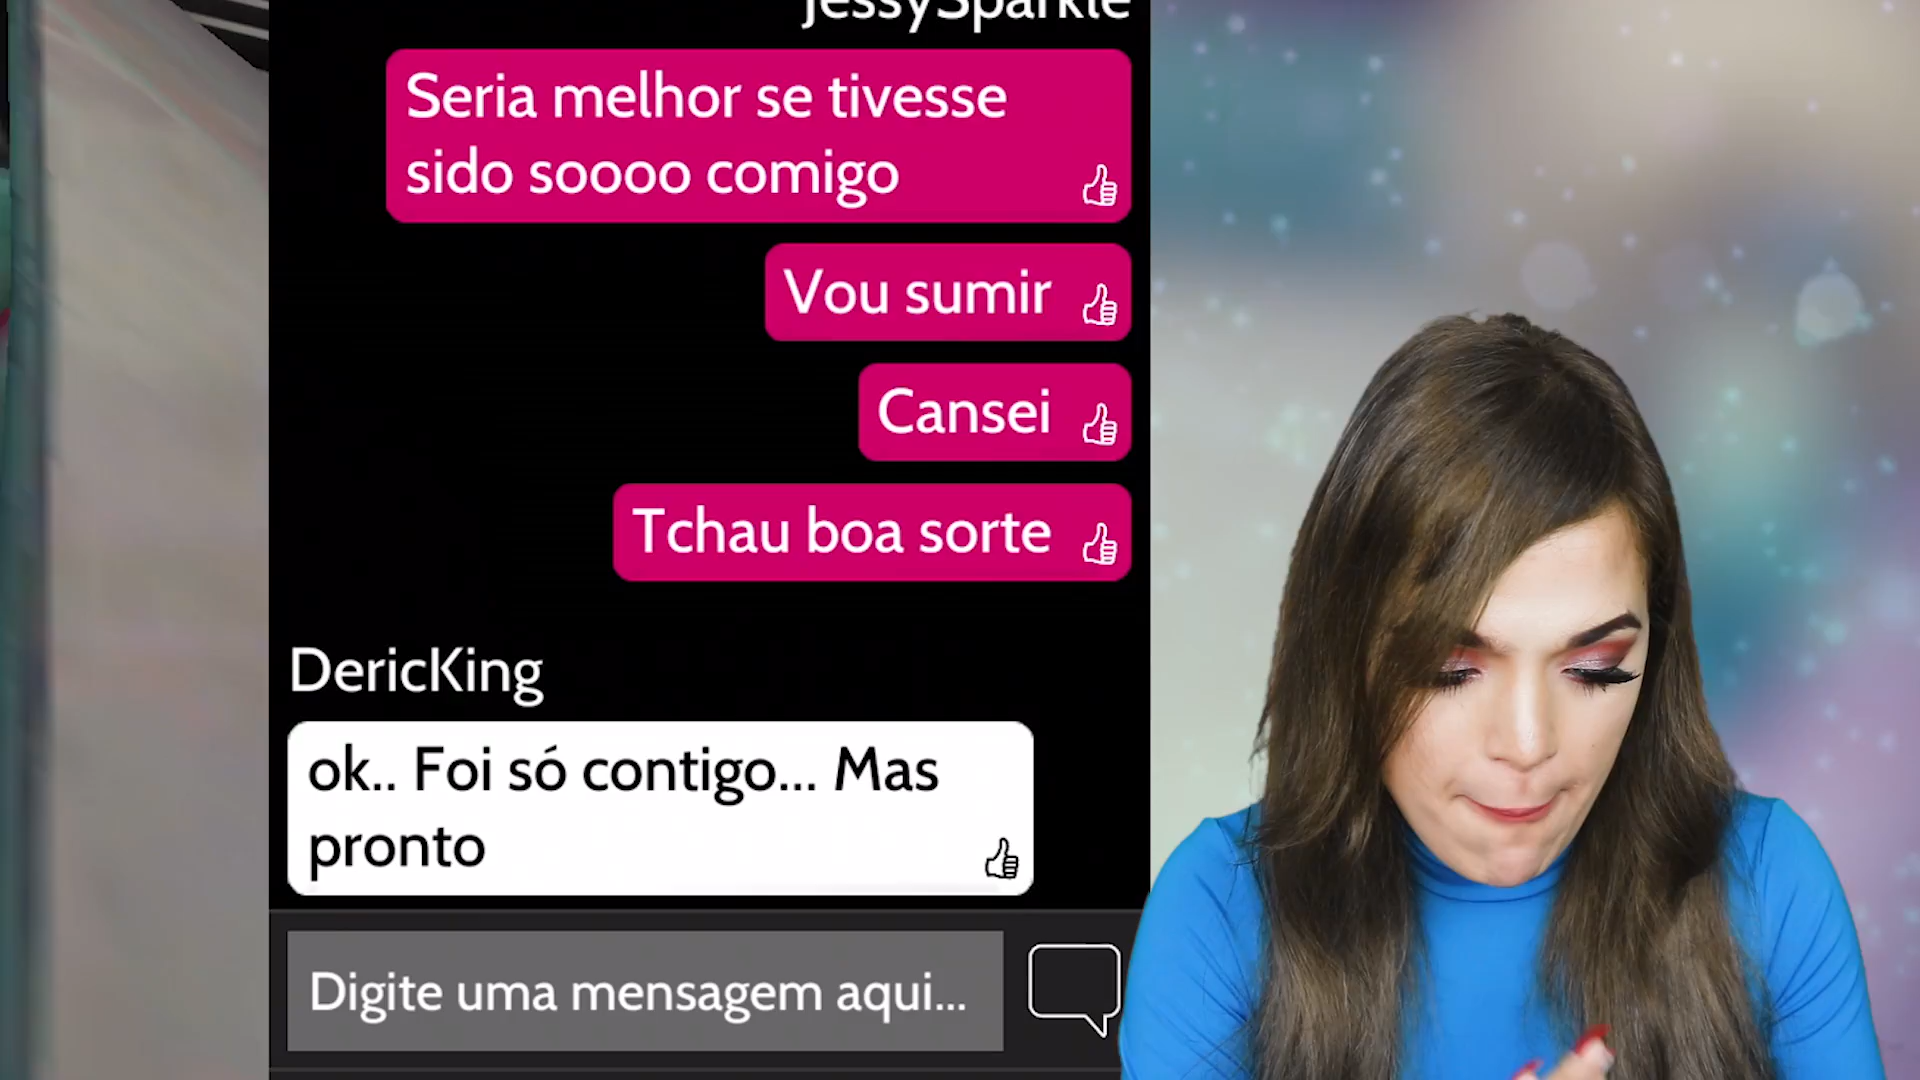 jessySparkle
Seria melhor se tivesse
sido soooo comigo
Vou sumir
Cansei
Tchau boa sorte
DericKing
ok.. Foi só contigo... Mas
pronto
Digite uma mensagem aqui...